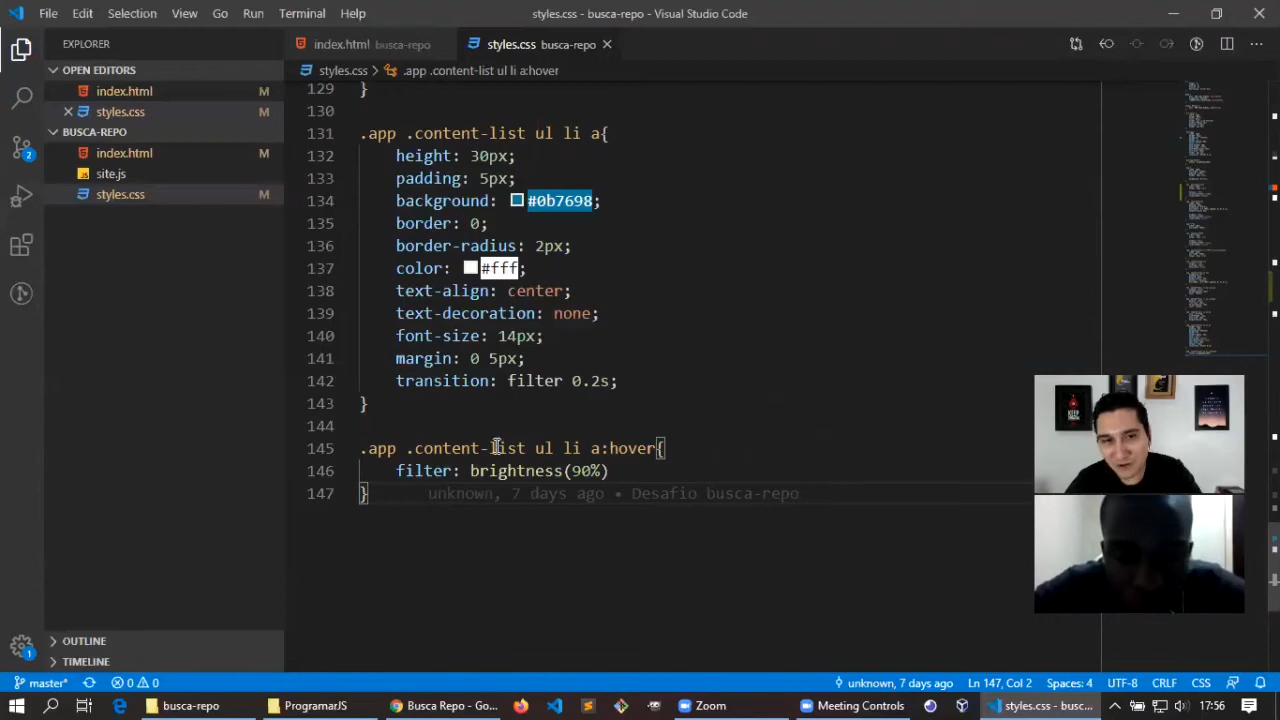 File Edit Selection View Go Run Terminal Help
styles.css - busca-repo - Visual Studio Code
EXPLORER
OPEN EDITORS
index.html M
styles.css M
BUSCA-REPO
index.html M
site.js
styles.css M
OUTLINE
TIMELINE
index.html busca-repo
styles.css busca-repo
styles.css > .app .content-list ul li a:hover
129 }
130
131 .app .content-list ul li a{
132 height: 30px;
133 padding: 5px;
134 background: #0b7698;
135 border: 0;
136 border-radius: 2px;
137 color: #fff;
138 text-align: center;
139 text-decoration: none;
140 font-size: 14px;
141 margin: 0 5px;
142 transition: filter 0.2s;
143 }
144
145 .app .content-list ul li a:hover{
146 filter: brightness(90%)
147 } unknown, 7 days ago • Desafio busca-repo
2
1
KEEP
master* 0 0 unknown, 7 days ago Ln 147, Col 2 Spaces: 4 UTF-8 CRLF CSS
busca-repo ProgramarJS Busca Repo - Go... Zoom Meeting Controls styles.css - busc... 17:56